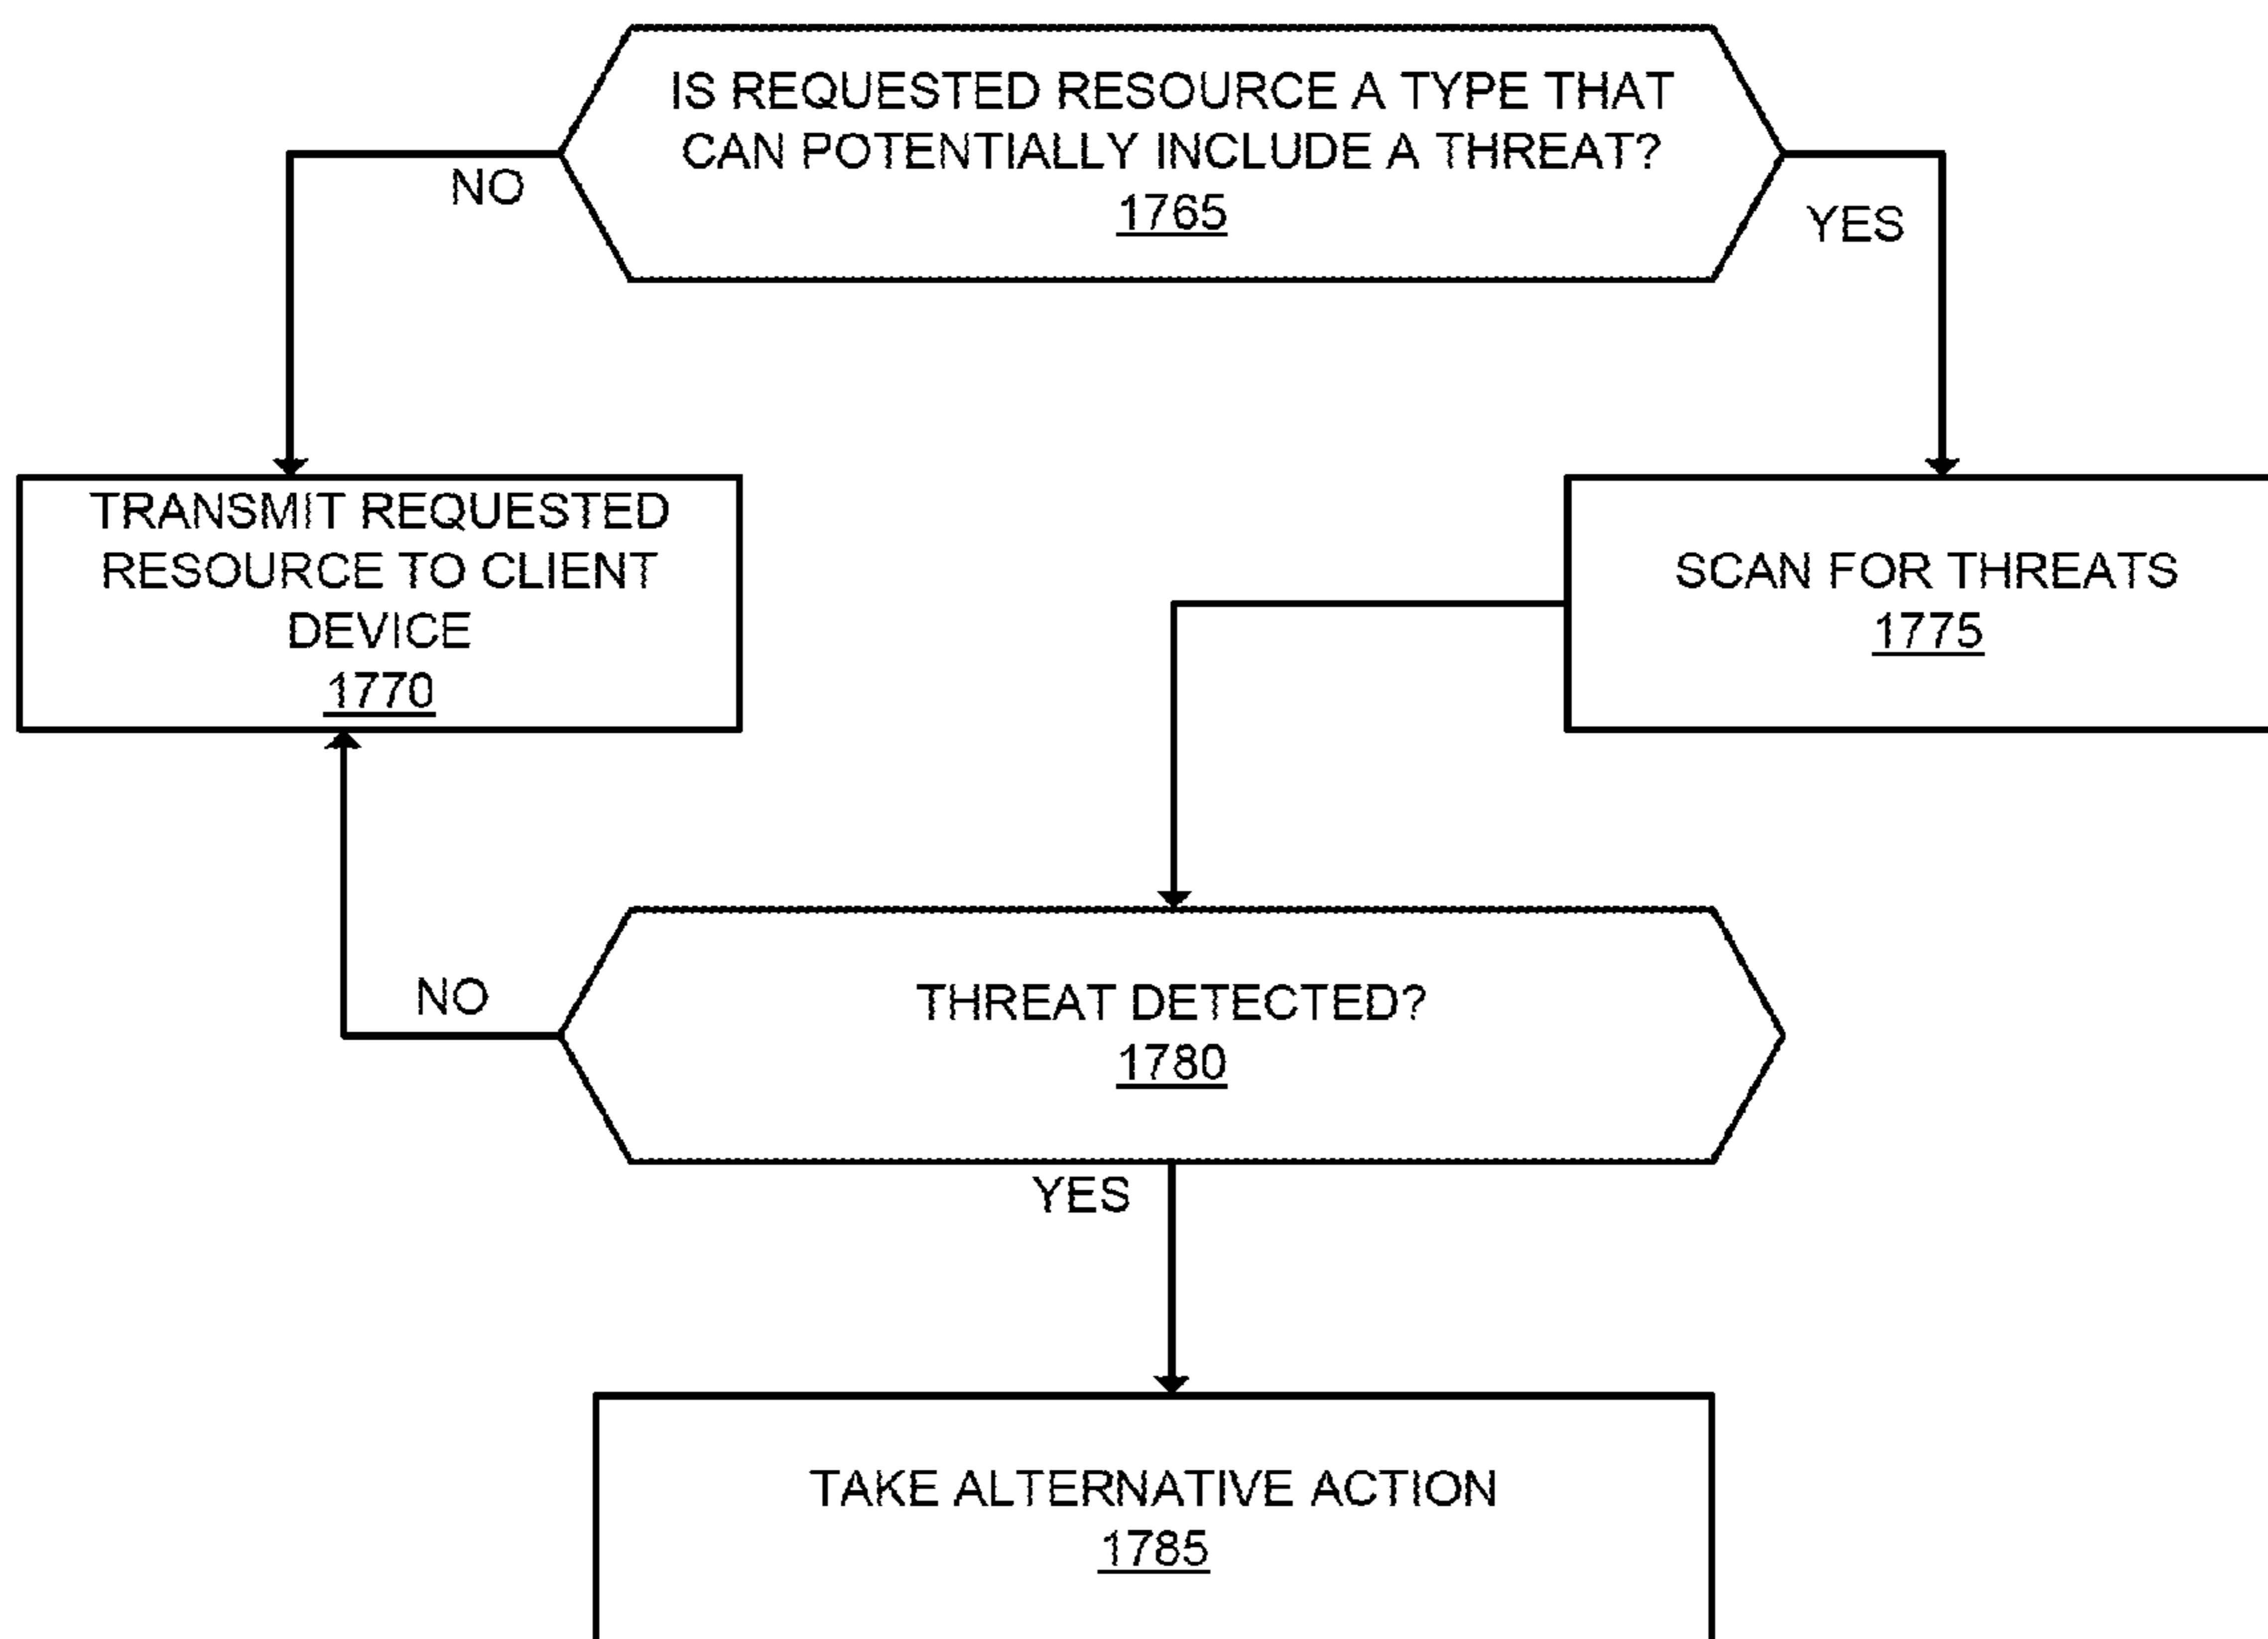 IS REQUESTED RESOURCE A TYPE THAT
CAN POTENTIALLY INCLUDE A THREAT?
1765
NO
YES
TRANSMIT REQUESTED
RESOURCE TO CLIENT
DEVICE
1770
SCAN FOR THREATS
1775
NO
THREAT DETECTED?
1780
YES
TAKE ALTERNATIVE ACTION
1785